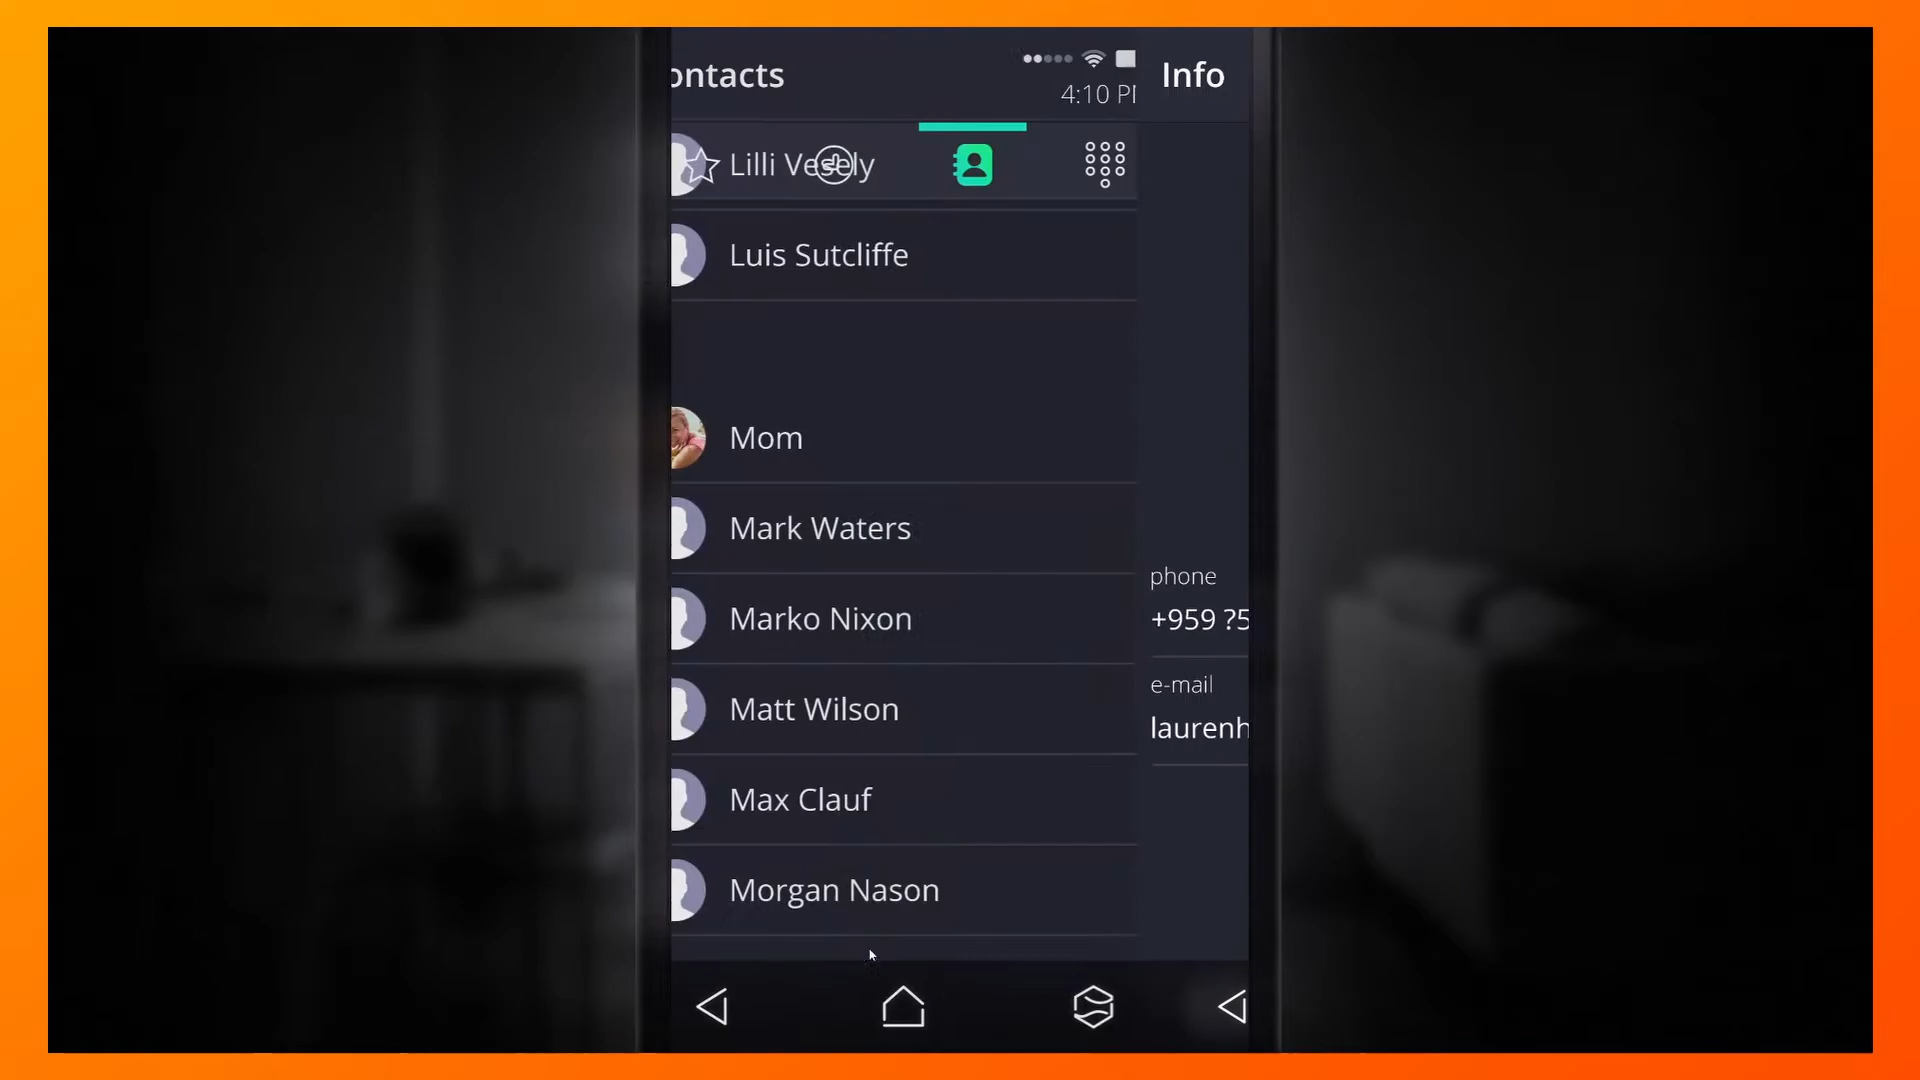 ontacts
4:10 P
Info
Lilli Vesely
Luis Sutcliffe
Mom
Mark Waters
Marko Nixon
Matt Wilson
Max Clauf
Morgan Nason
phone
+959 ?5
e-mail
laurenh